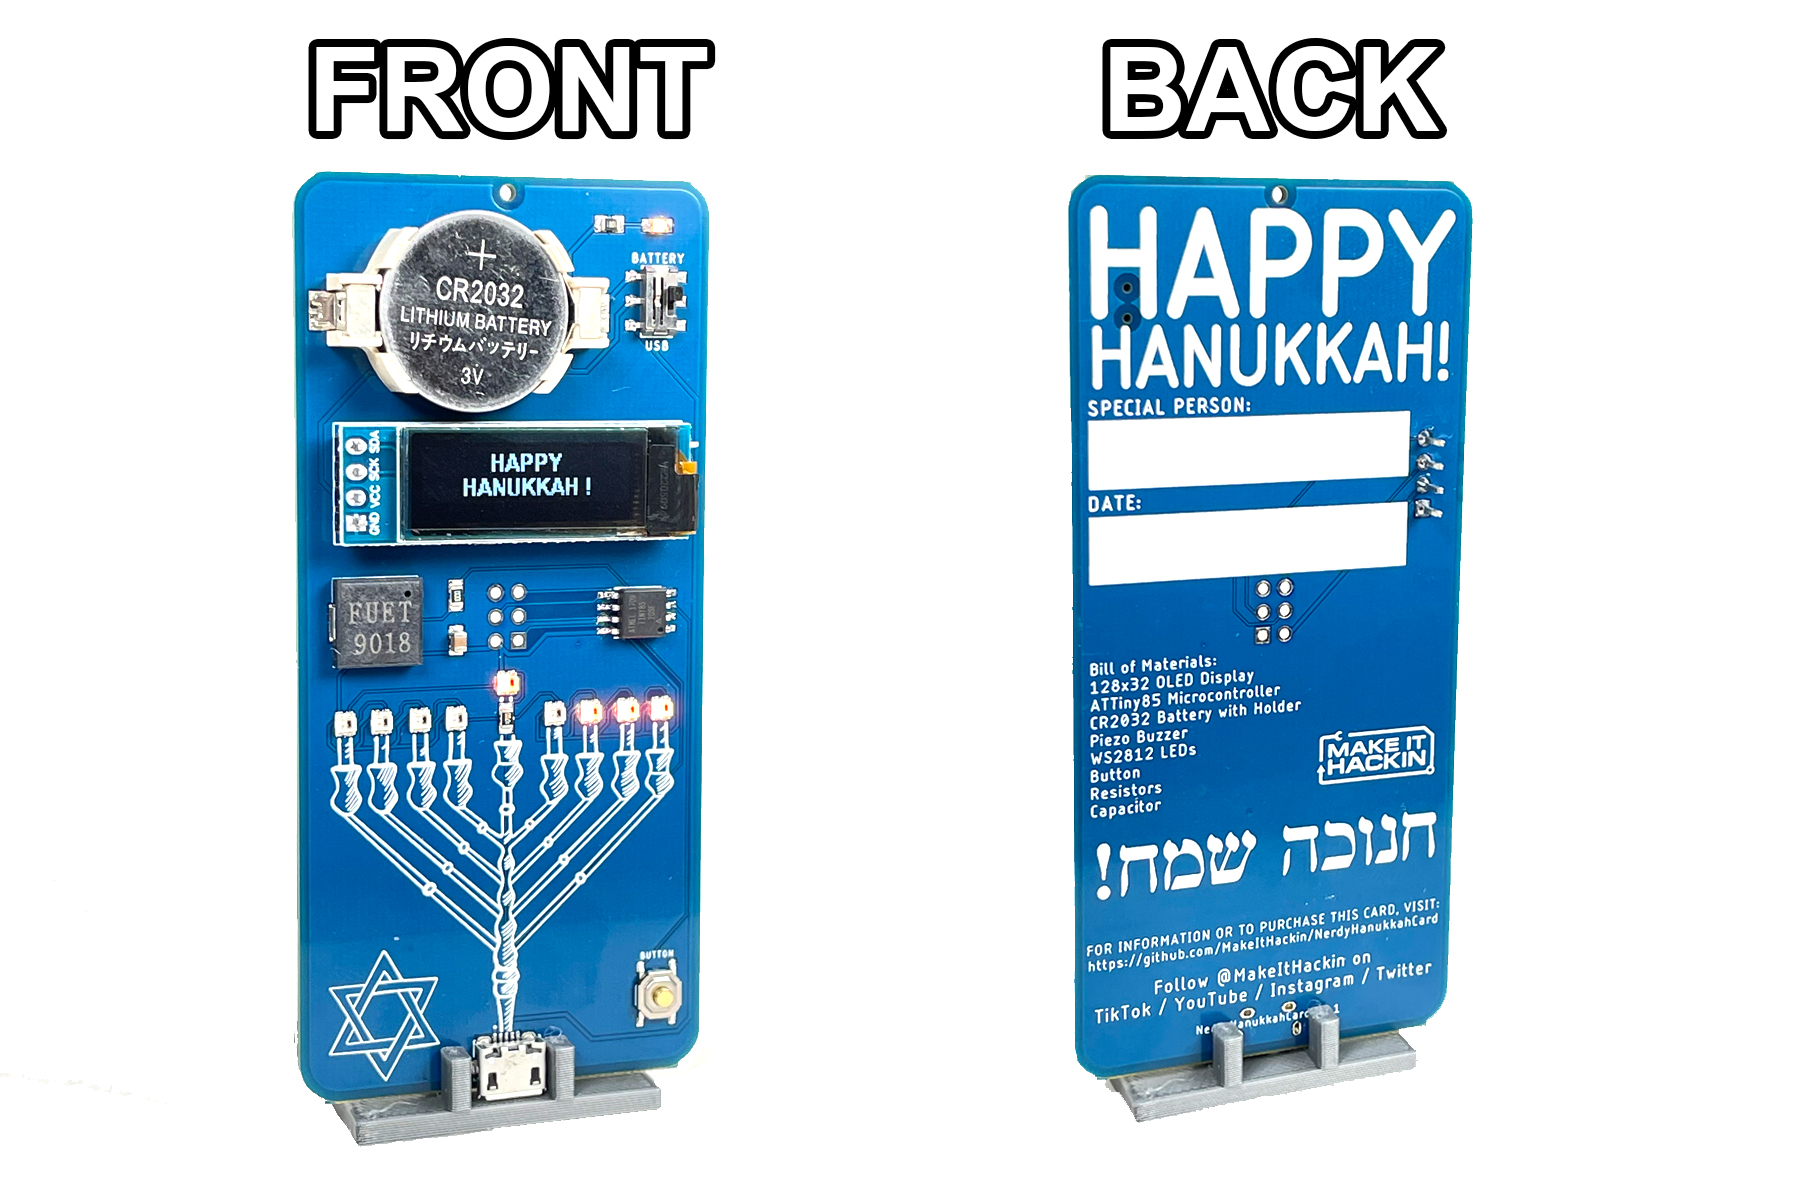 FRONT
BACK
+
CR2032
LITHIUM BATTERY
リチウムバッテリー
3V
BATTERY
USB
SDA
SCK
VCC
GND
HAPPY
HANUKKAH !
FUET
9018
BUTTON
HAPPY
HANUKKAH!
SPECIAL PERSON:
DATE:
Bill of Materials:
128x32 OLED Display
ATTiny85 Microcontroller
CR2032 Battery with Holder
Piezo Buzzer
WS2812 LEDs
Button
Resistors
Capacitor
MAKE IT
HACKIN
חנוכה שמח!
FOR INFORMATION OR TO PURCHASE THIS CARD, VISIT:
https://github.com/MakeItHackin/NerdyHanukkahCard
Follow @MakeItHackin on
TikTok / YouTube / Instagram / Twitter